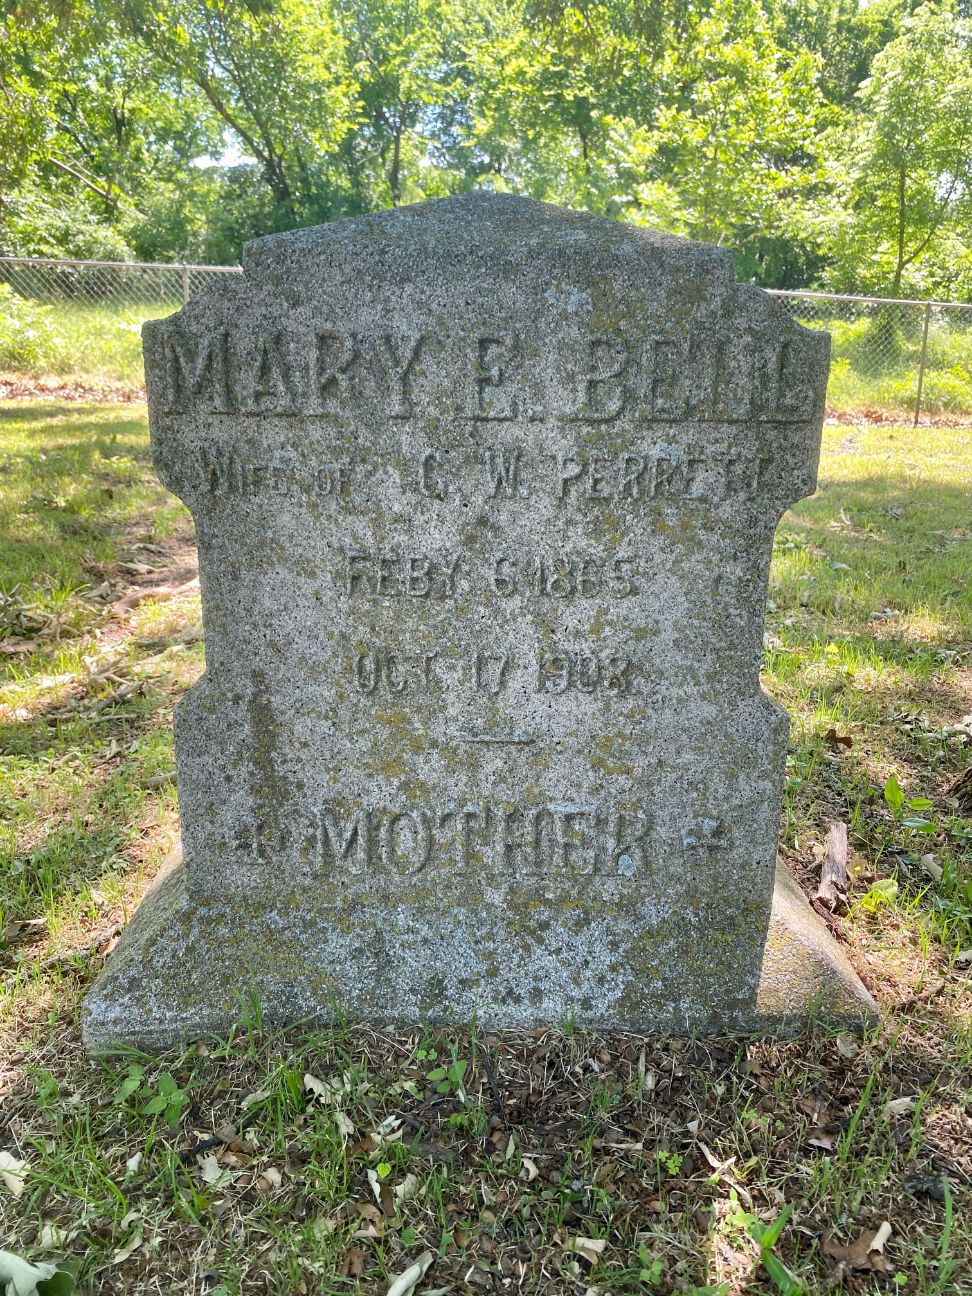 MARY E. BELL
WIFE OF G. W. PERRETT
FEBY 6 1865
OCT. 17 1908
MOTHER